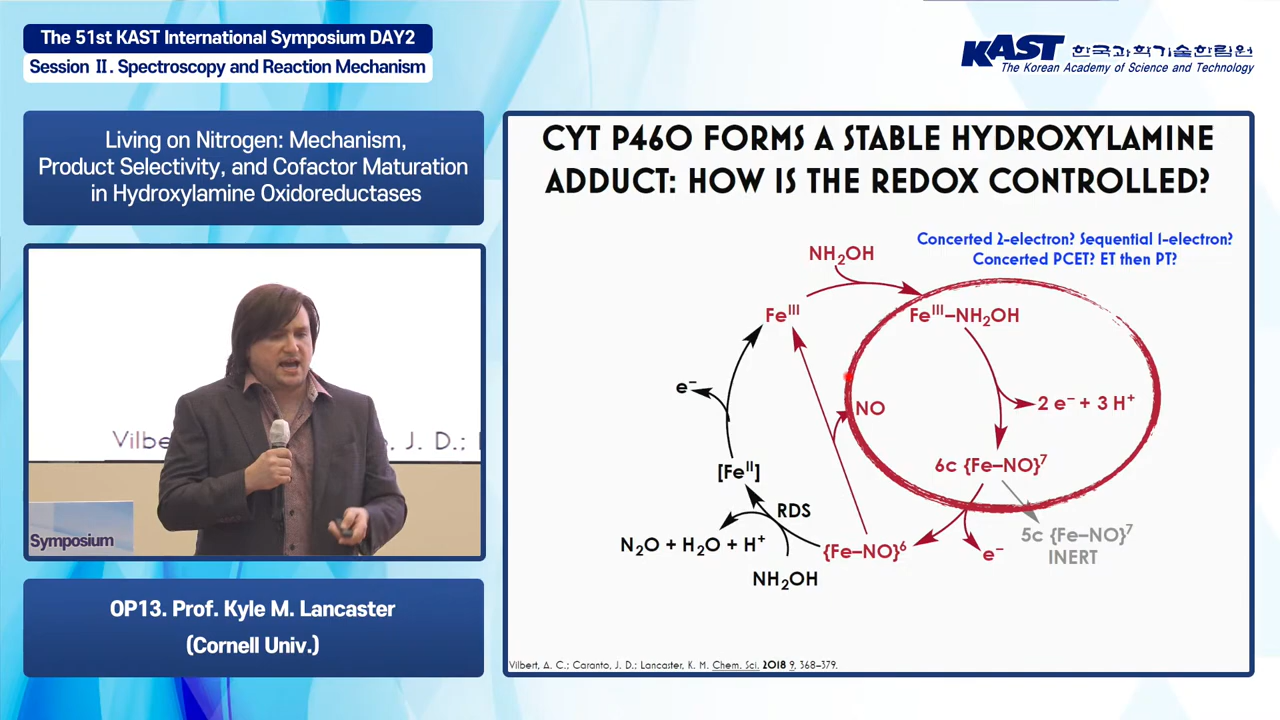 The 51st KAST International Symposium DAY2
Session Ⅱ. Spectroscopy and Reaction Mechanism
KAST 한국과학기술한림원
The Korean Academy of Science and Technology
Living on Nitrogen: Mechanism,
Product Selectivity, and Cofactor Maturation
in Hydroxylamine Oxidoreductases
CYT P460 FORMS A STABLE HYDROXYLAMINE
ADDUCT: HOW IS THE REDOX CONTROLLED?
Concerted 2-electron? Sequential 1-electron?
Concerted PCET? ET then PT?
NH₂OH
Feᴵᴵᴵ
Feᴵᴵᴵ–NH₂OH
e⁻
NO
2 e⁻ + 3 H⁺
[Feᴵᴵ]
6c {Fe–NO}⁷
RDS
N₂O + H₂O + H⁺
{Fe–NO}⁶
e⁻
5c {Fe–NO}⁷
INERT
NH₂OH
Vilbert, A. C.; Caranto, J. D.; Lancaster, K. M. Chem. Sci. 2018 9, 368–379.
Vilbe
, J. D.;
Symposium
OP13. Prof. Kyle M. Lancaster
(Cornell Univ.)